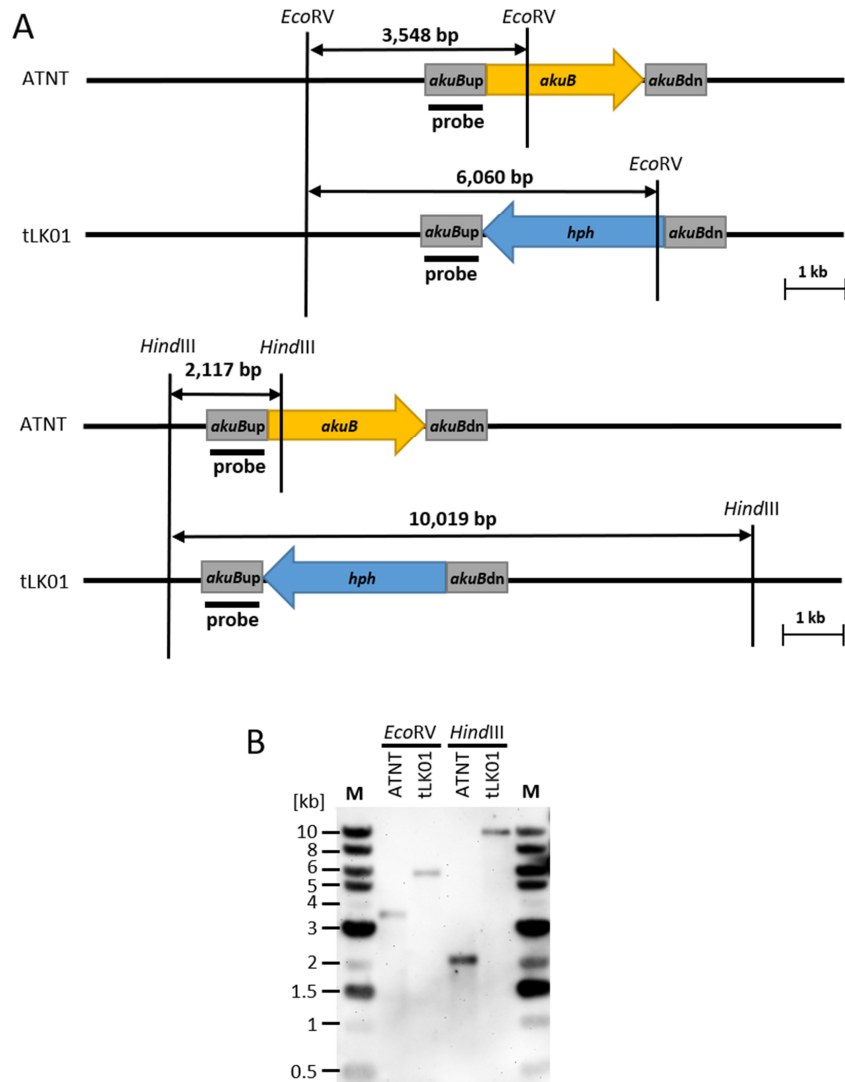 A
EcoRV
EcoRV
3,548 bp
ATNT
akuBup
akuB
akuBdn
probe
EcoRV
6,060 bp
tLK01
akuBup
hph
akuBdn
probe
1 kb
HindIII
HindIII
2,117 bp
ATNT
akuBup
akuB
akuBdn
probe
HindIII
10,019 bp
tLK01
akuBup
hph
akuBdn
probe
1 kb
B
EcoRV
HindIII
ATNT
tLK01
ATNT
tLK01
[kb]
M
M
10
8
6
5
4
3
2
1.5
1
0.5